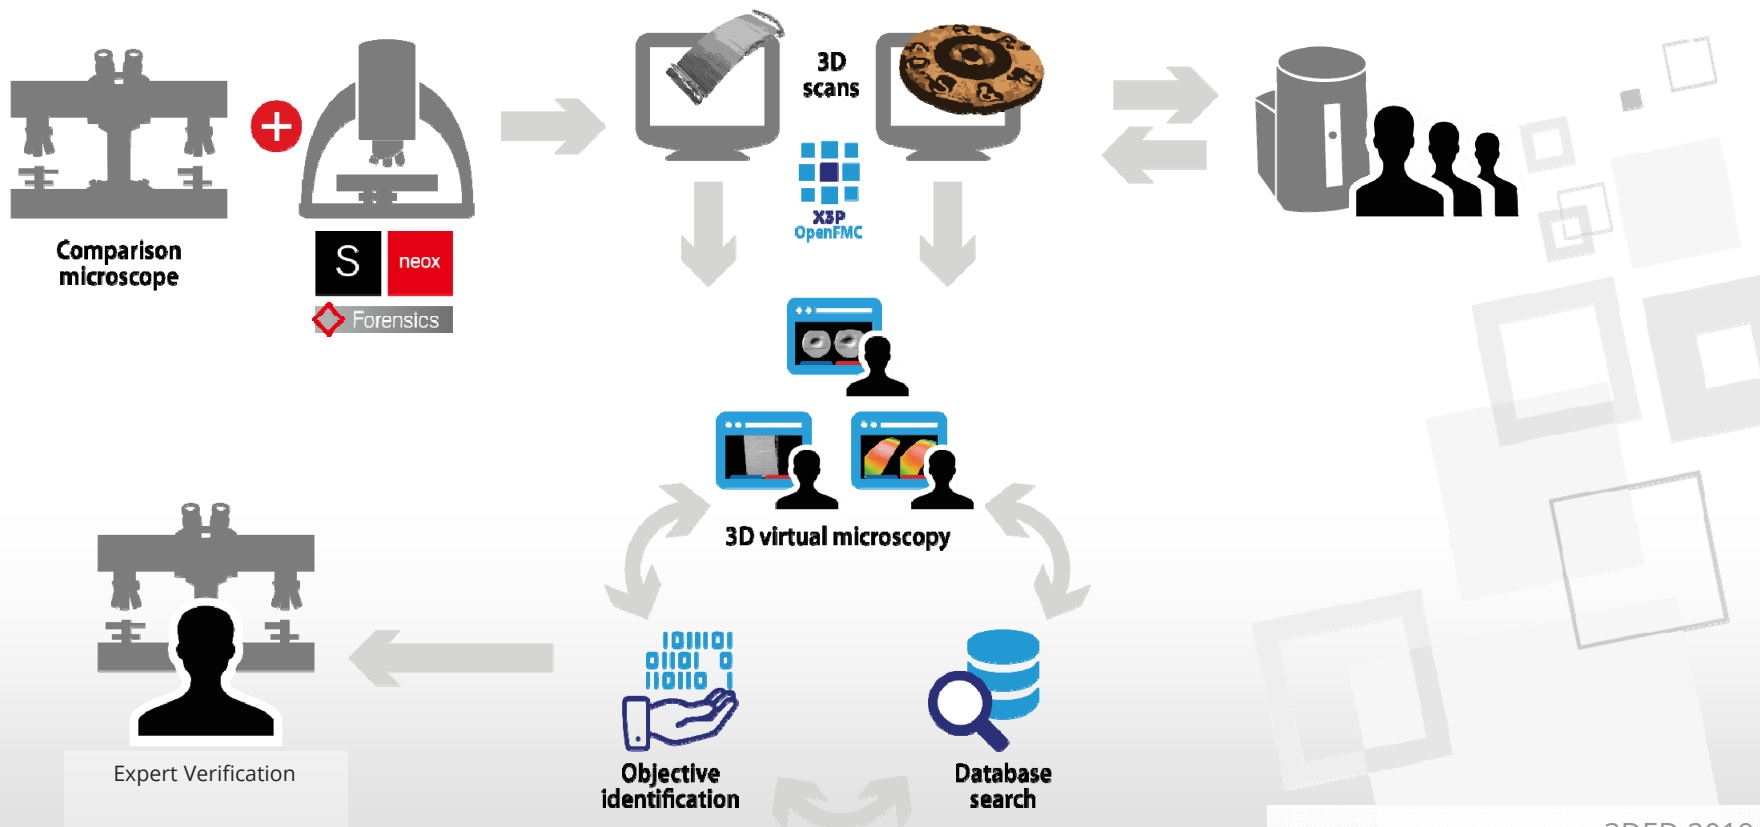 3D
scans
X3P
OpenFMC
Comparison
microscope
S
neox
Forensics
3D virtual microscopy
Expert Verification
Objective
identification
Database
search